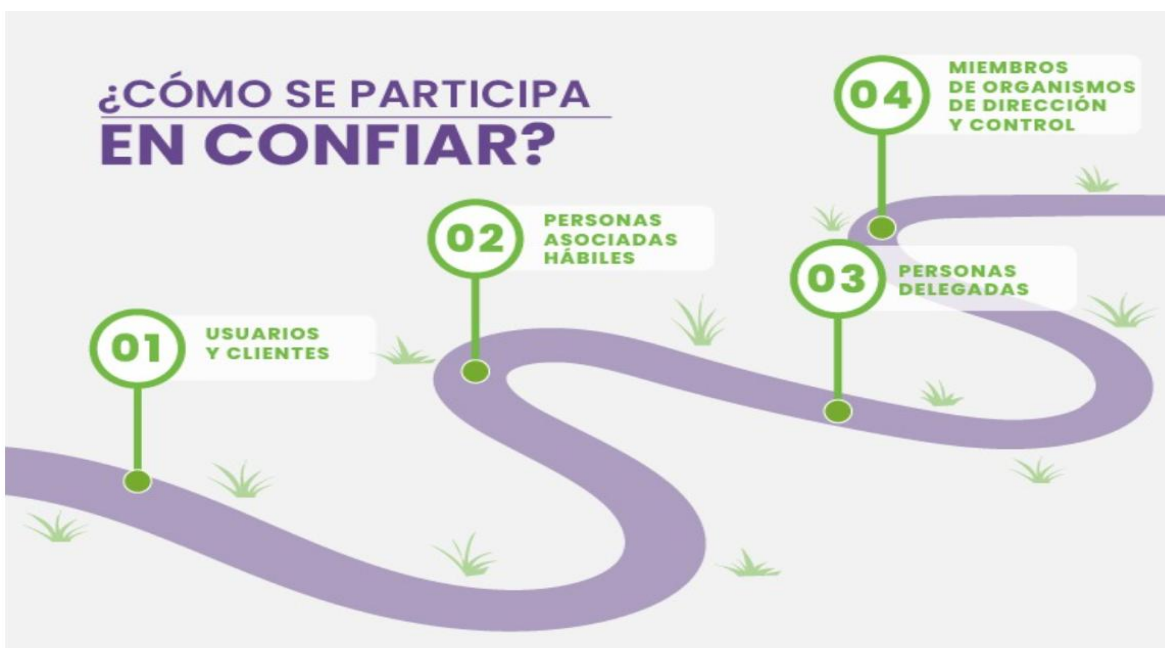 ¿CÓMO SE PARTICIPA
EN CONFIAR?
01
USUARIOS
Y CLIENTES
02
PERSONAS
ASOCIADAS
HÁBILES
03
PERSONAS
DELEGADAS
04
MIEMBROS
DE ORGANISMOS
DE DIRECCIÓN
Y CONTROL